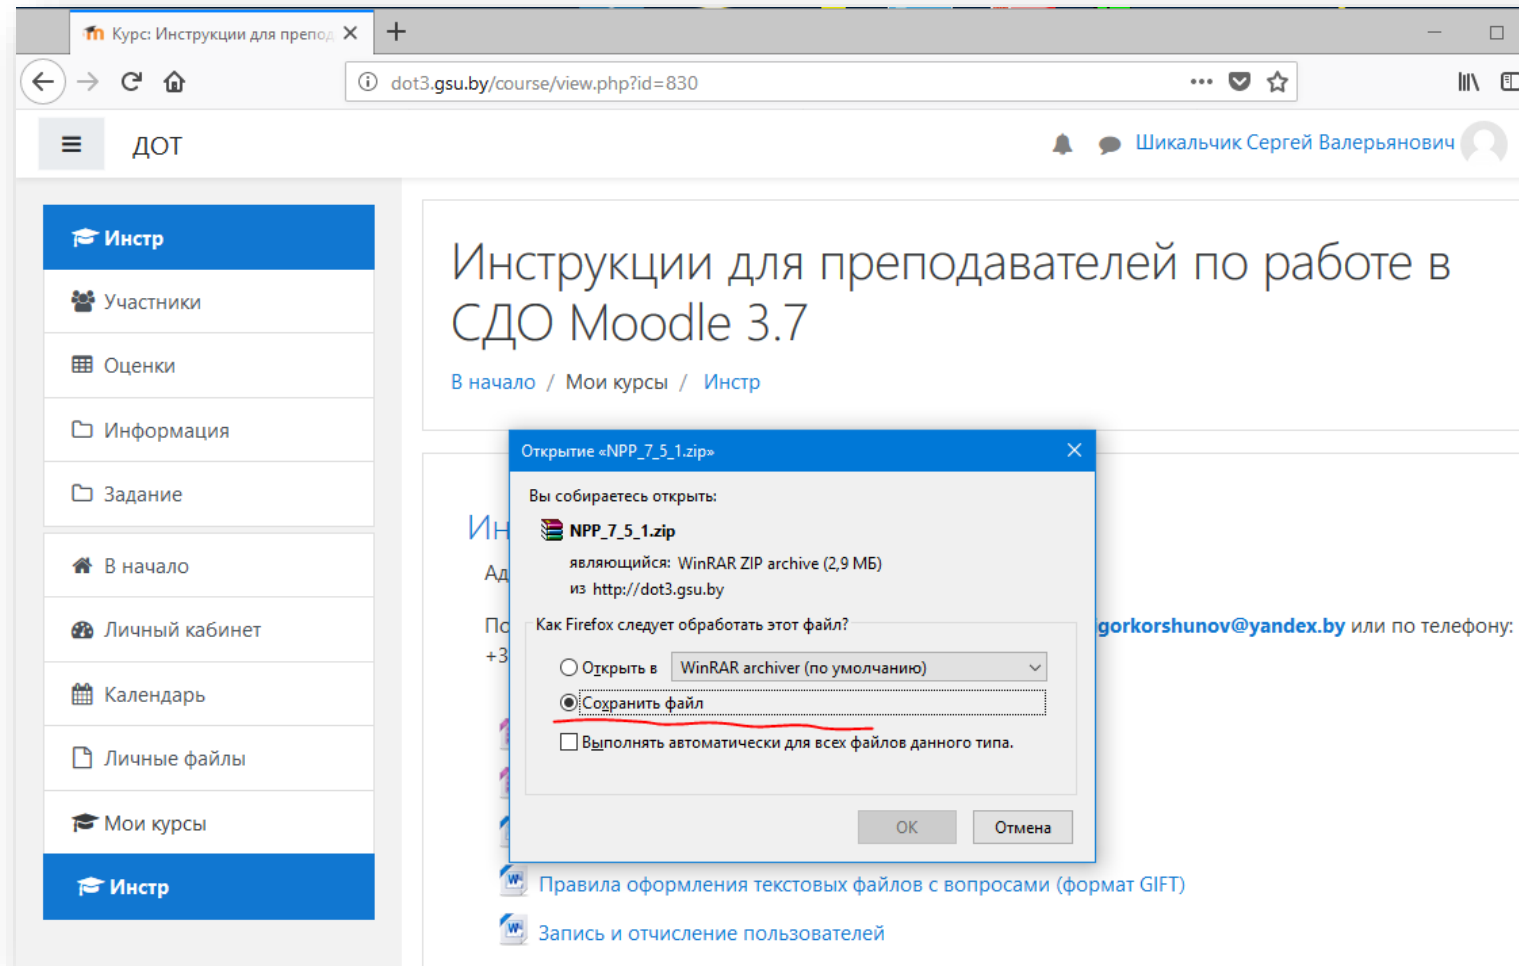 Курс: Инструкции для препод
dot3.gsu.by/course/view.php?id=830
ДОТ
Шикальчик Сергей Валерьянович
Инстр
Участники
Оценки
Информация
Задание
В начало
Личный кабинет
Календарь
Личные файлы
Мои курсы
Инстр
Инструкции для преподавателей по работе в
СДО Moodle 3.7
В начало / Мои курсы / Инстр
Открытие «NPP_7_5_1.zip»
Вы собираетесь открыть:
NPP_7_5_1.zip
являющийся: WinRAR ZIP archive (2,9 МБ)
из http://dot3.gsu.by
Как Firefox следует обработать этот файл?
Открыть в WinRAR archiver (по умолчанию)
Сохранить файл
Выполнять автоматически для всех файлов данного типа.
ОК Отмена
Ин
Ад
По gorkorshunov@yandex.by или по телефону:
+3
Правила оформления текстовых файлов с вопросами (формат GIFT)
Запись и отчисление пользователей